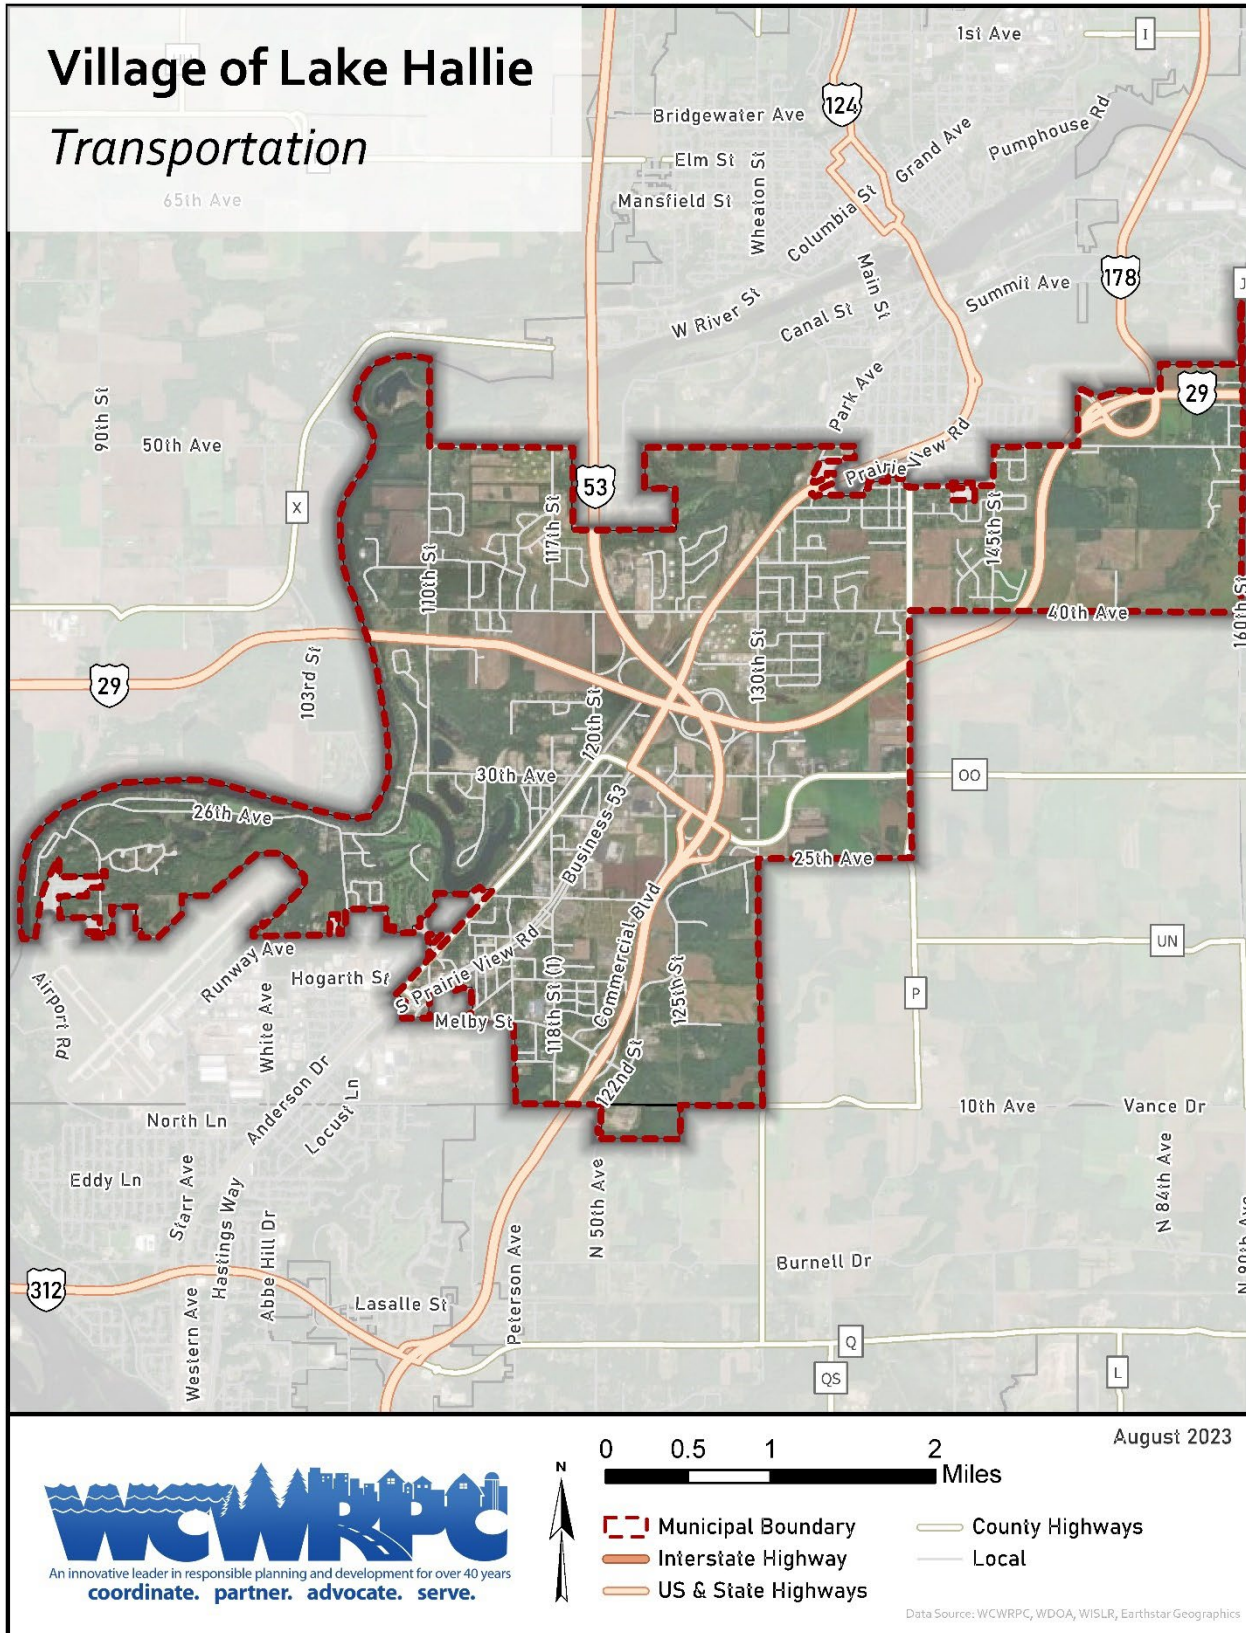 Village of Lake Hallie
Transportation
65th Ave
1st Ave
I
124
Bridgewater Ave
Elm St
Mansfield St
Wheaton St
Columbia St
Grand Ave
Pumphouse Rd
Main St
Summit Ave
178
J
W River St
Canal St
Park Ave
29
Prairie View Rd
90th St
50th Ave
X
53
110th St
117th St
145th St
40th Ave
160th St
29
103rd St
120th St
130th St
30th Ave
26th Ave
Business 53
OO
25th Ave
Commercial Blvd
S Prairie View Rd
Runway Ave
Hogarth St
Airport Rd
White Ave
Melby St
118th St (1)
125th St
122nd St
UN
P
Anderson Dr
Locust Ln
North Ln
10th Ave
Vance Dr
Eddy Ln
Starr Ave
Hastings Way
Abbe Hill Dr
N 50th Ave
N 84th Ave
N 90th Ave
Peterson Ave
Burnell Dr
312
Western Ave
Lasalle St
Q
QS
L
August 2023
0 0.5 1 2
Miles
N
Municipal Boundary
Interstate Highway
US & State Highways
County Highways
Local
WCWRPC
An innovative leader in responsible planning and development for over 40 years
coordinate. partner. advocate. serve.
Data Source: WCWRPC, WDOA, WISLR, Earthstar Geographics